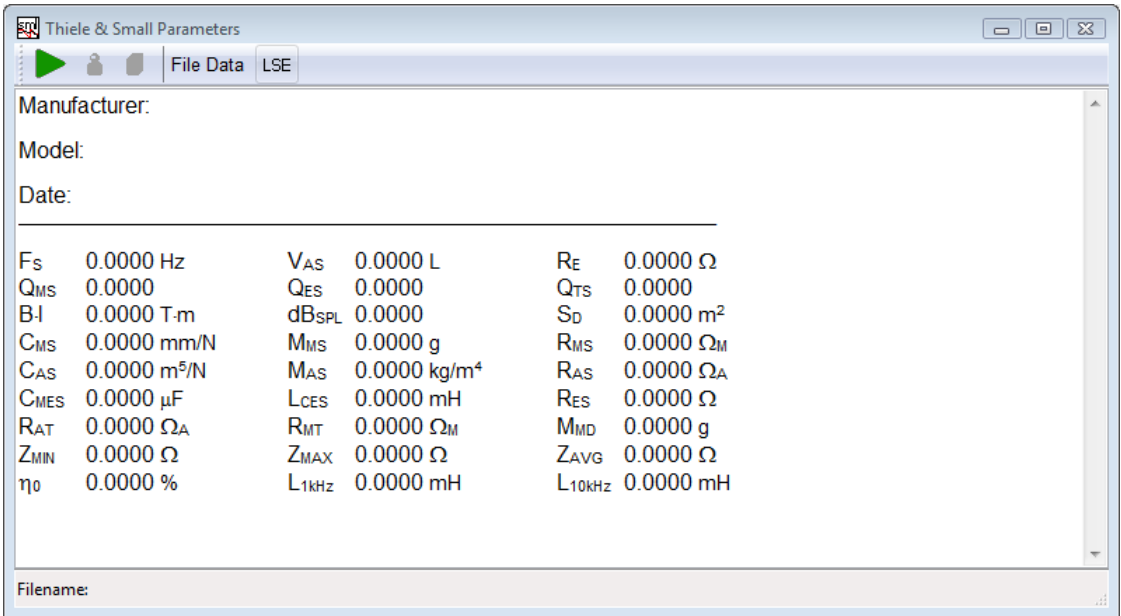 Thiele & Small Parameters
File Data LSE
Manufacturer:
Model:
Date:
Fs 0.0000 Hz VAS 0.0000 L RE 0.0000 Ω
QMS 0.0000 QES 0.0000 QTS 0.0000
B·l 0.0000 T·m dBSPL 0.0000 SD 0.0000 m²
CMS 0.0000 mm/N MMS 0.0000 g RMS 0.0000 ΩM
CAS 0.0000 m⁵/N MAS 0.0000 kg/m⁴ RAS 0.0000 ΩA
CMES 0.0000 μF LCES 0.0000 mH RES 0.0000 Ω
RAT 0.0000 ΩA RMT 0.0000 ΩM MMD 0.0000 g
ZMIN 0.0000 Ω ZMAX 0.0000 Ω ZAVG 0.0000 Ω
η0 0.0000 % L1kHz 0.0000 mH L10kHz 0.0000 mH
Filename: